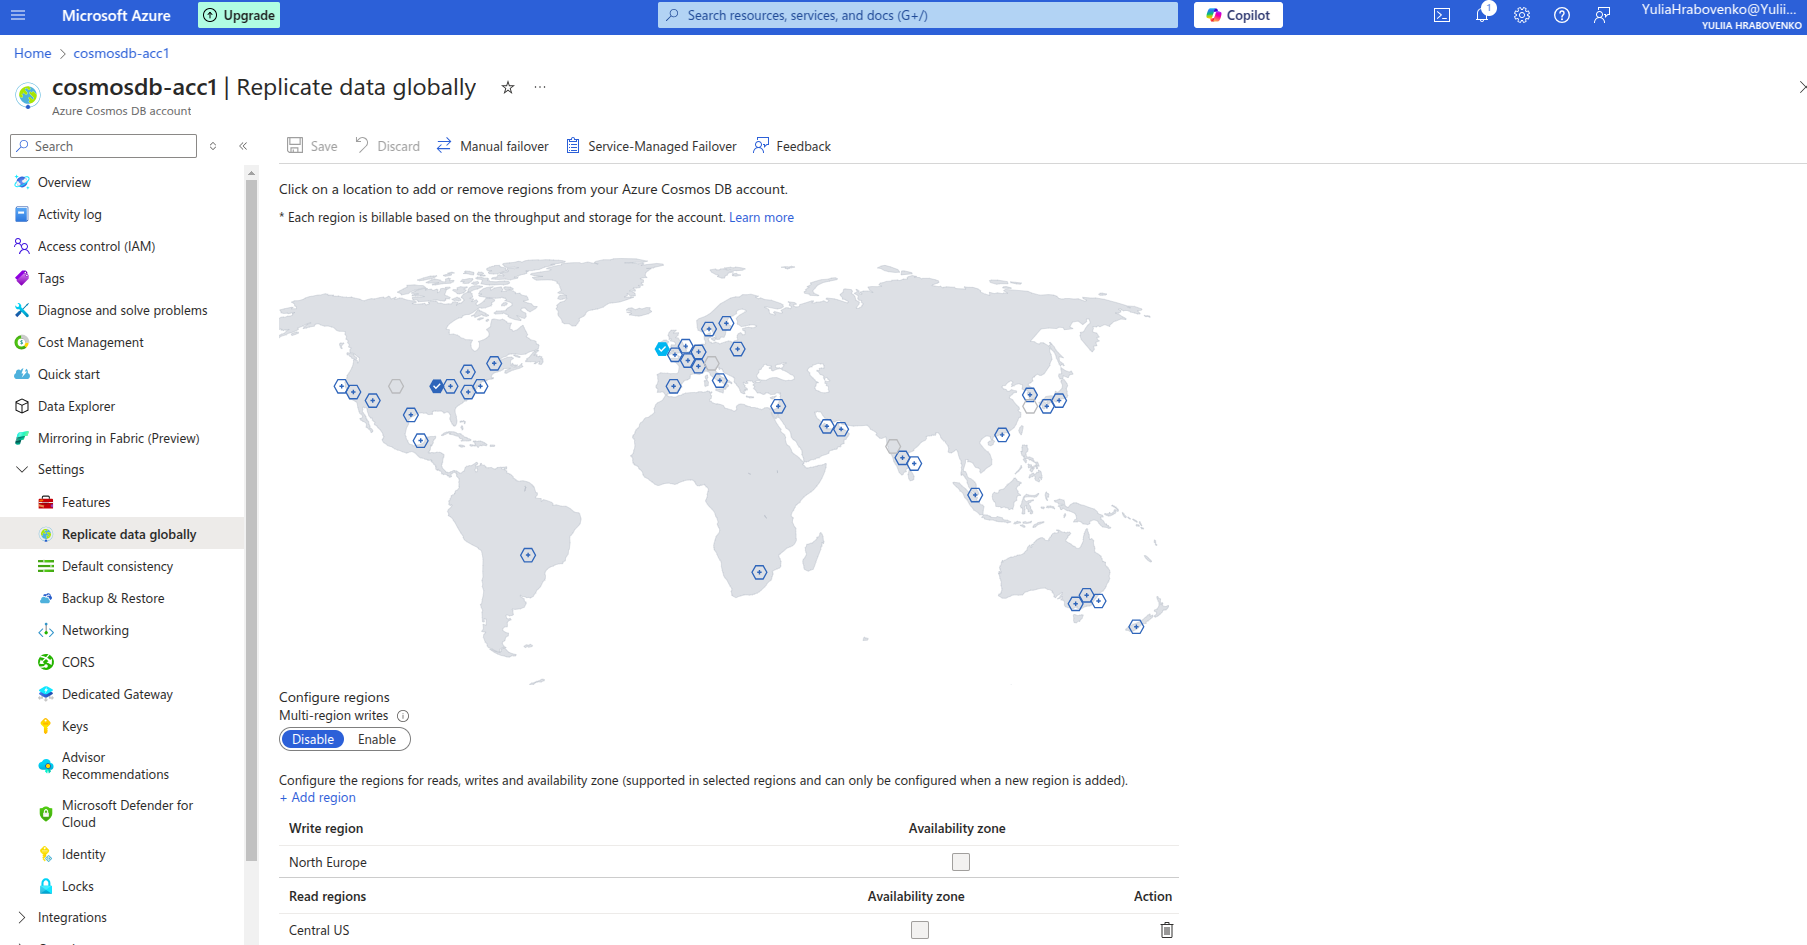 Microsoft Azure
Upgrade
Search resources, services, and docs (G+/)
Copilot
1
YuliaHrabovenko@Yulii...
YULIIA HRABOVENKO
Home > cosmosdb-acc1
cosmosdb-acc1 | Replicate data globally
Azure Cosmos DB account
Search
Save
Discard
Manual failover
Service-Managed Failover
Feedback
Overview
Activity log
Access control (IAM)
Tags
Diagnose and solve problems
Cost Management
Quick start
Data Explorer
Mirroring in Fabric (Preview)
Settings
Features
Replicate data globally
Default consistency
Backup & Restore
Networking
CORS
Dedicated Gateway
Keys
Advisor
Recommendations
Microsoft Defender for
Cloud
Identity
Locks
Integrations
Click on a location to add or remove regions from your Azure Cosmos DB account.
* Each region is billable based on the throughput and storage for the account. Learn more
Configure regions
Multi-region writes
Disable Enable
Configure the regions for reads, writes and availability zone (supported in selected regions and can only be configured when a new region is added).
+ Add region
Write region Availability zone
North Europe
Read regions Availability zone Action
Central US